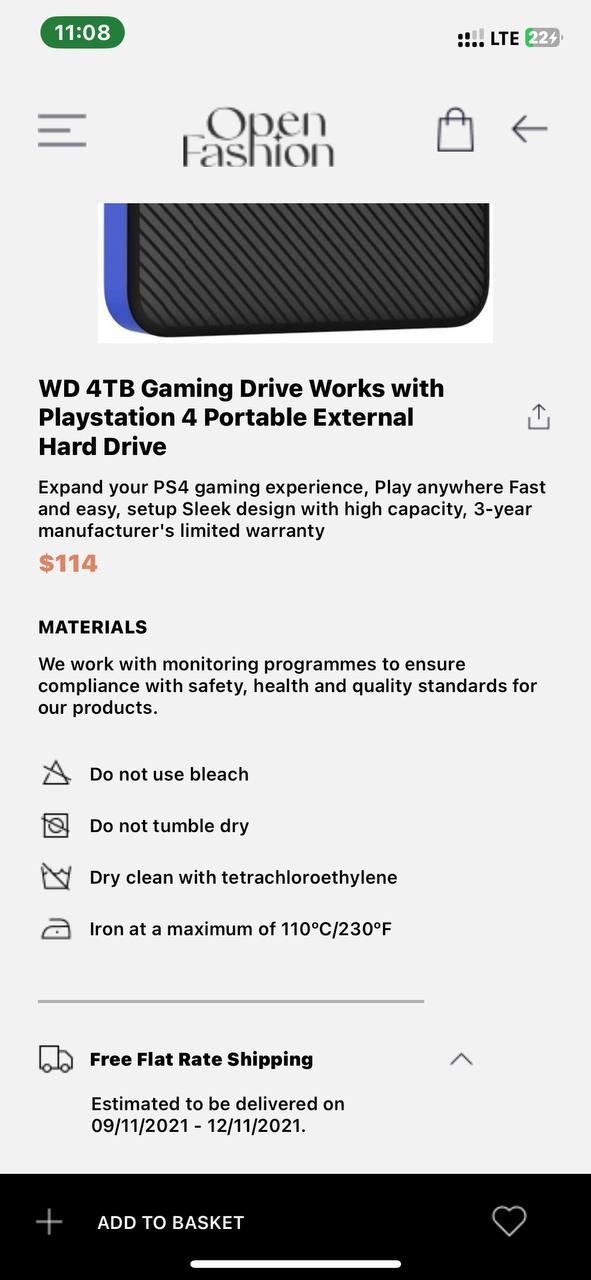 11:08
LTE 22
Open
Fashion
WD 4TB Gaming Drive Works with
Playstation 4 Portable External
Hard Drive
Expand your PS4 gaming experience, Play anywhere Fast
and easy, setup Sleek design with high capacity, 3-year
manufacturer's limited warranty
$114
MATERIALS
We work with monitoring programmes to ensure
compliance with safety, health and quality standards for
our products.
Do not use bleach
Do not tumble dry
Dry clean with tetrachloroethylene
Iron at a maximum of 110ºC/230ºF
Free Flat Rate Shipping
Estimated to be delivered on
09/11/2021 - 12/11/2021.
ADD TO BASKET